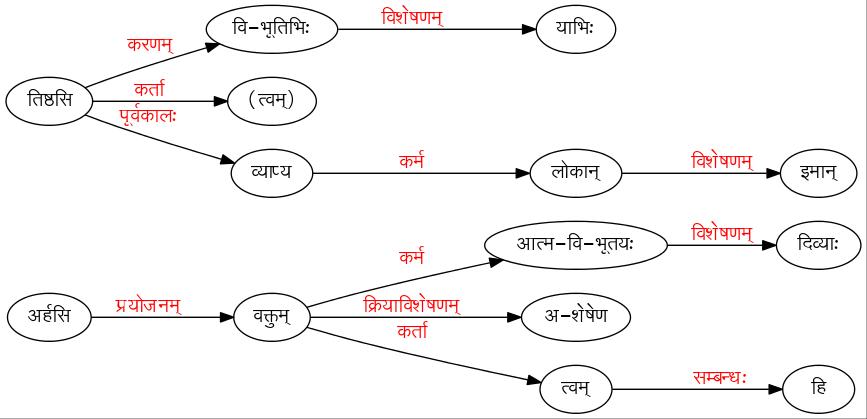 वि-भूतिभिः विशेषणम् याभिः
करणम्
तिष्ठसि कर्ता (त्वम्)
पूर्वकालः
व्याप्य कर्म लोकान् विशेषणम् इमान्
कर्म आत्म-वि-भूतयः विशेषणम् दिव्याः
अर्हसि प्रयोजनम् वक्तुम् क्रियाविशेषणम् अ-शेषेण
कर्ता
त्वम् सम्बन्धः हि